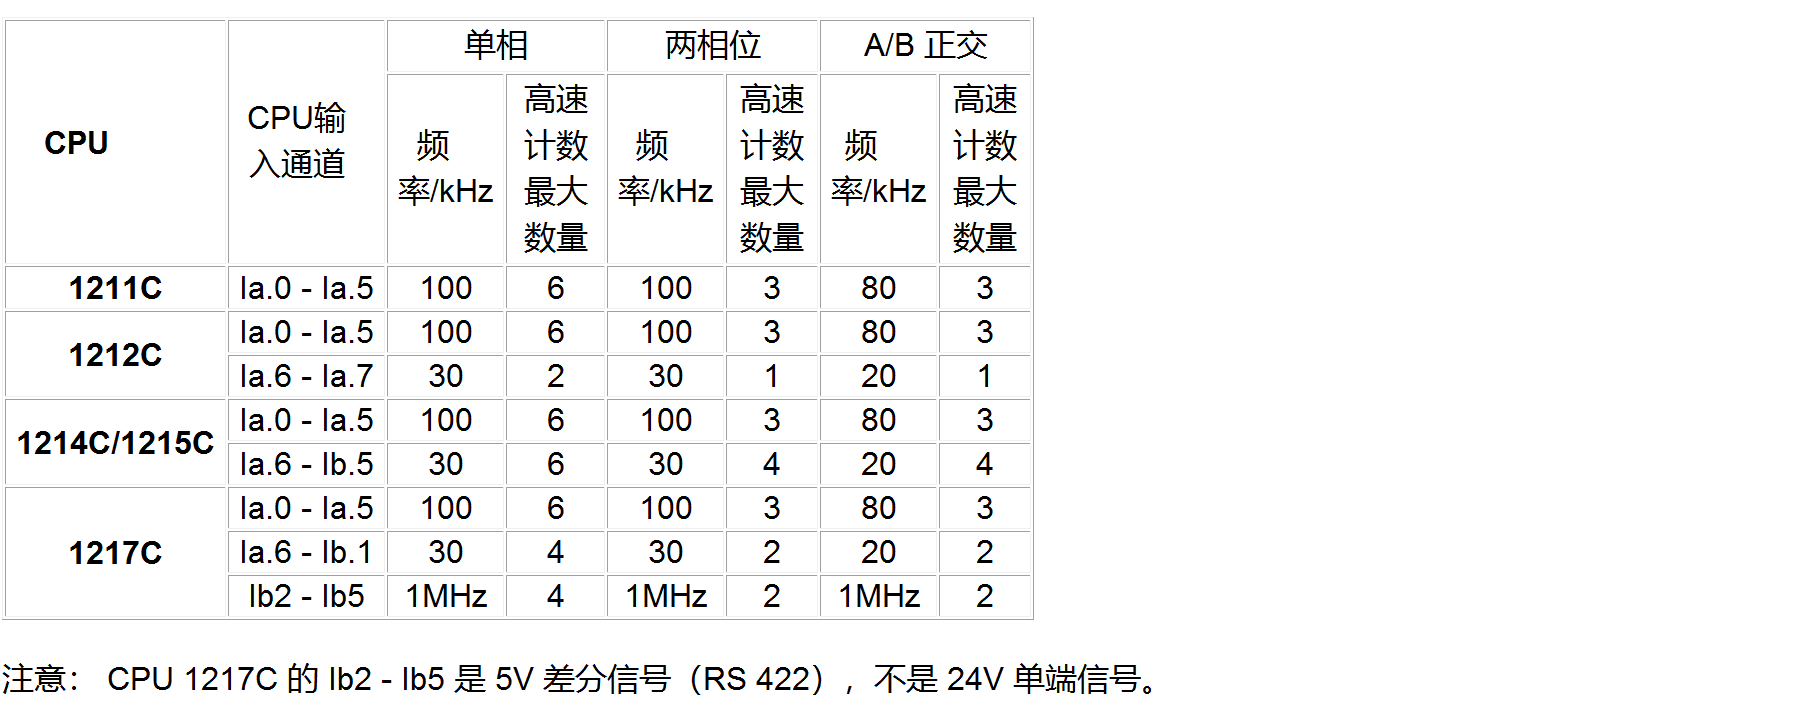 CPU
CPU输
入通道
单相
两相位
A/B 正交
频
率/kHz
高速
计数
最大
数量
频
率/kHz
高速
计数
最大
数量
频
率/kHz
高速
计数
最大
数量
1211C Ia.0 - Ia.5 100 6 100 3 80 3
1212C Ia.0 - Ia.5 100 6 100 3 80 3
Ia.6 - Ia.7 30 2 30 1 20 1
1214C/1215C Ia.0 - Ia.5 100 6 100 3 80 3
Ia.6 - Ib.5 30 6 30 4 20 4
1217C Ia.0 - Ia.5 100 6 100 3 80 3
Ia.6 - Ib.1 30 4 30 2 20 2
Ib2 - Ib5 1MHz 4 1MHz 2 1MHz 2
注意： CPU 1217C 的 Ib2 - Ib5 是 5V 差分信号（RS 422），不是 24V 单端信号。